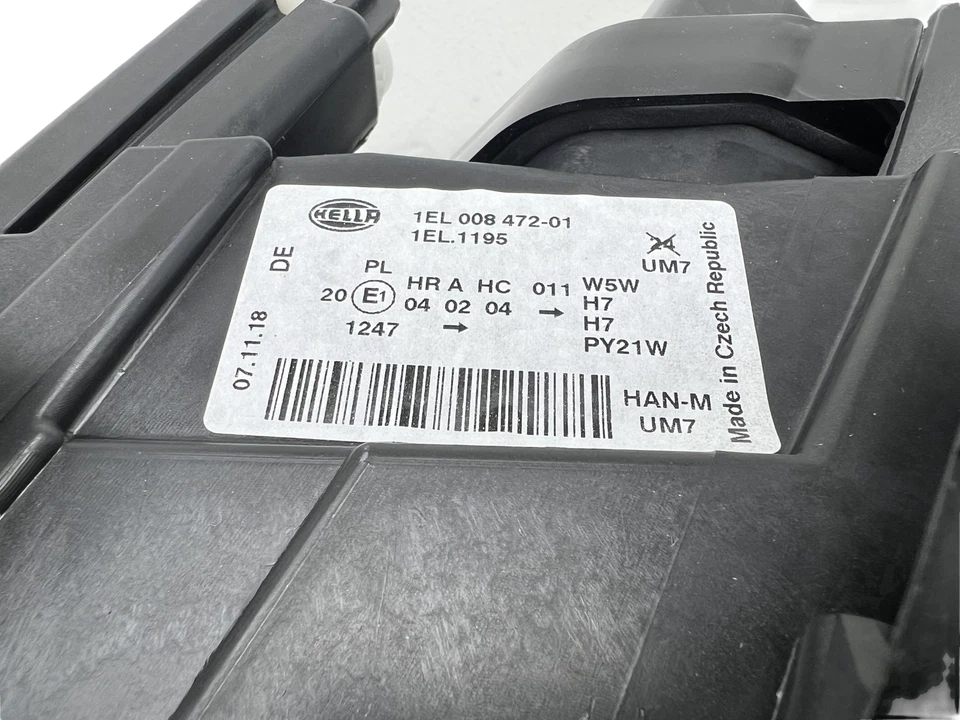 HELLA
1EL 008 472-01
1EL.1195
24
UM7
DE
PL
HR A HC 011 W5W
20 E1 04 02 04 → H7
1247 → H7
PY21W
07.11.18
HAN-M
UM7
Made in Czech Republic